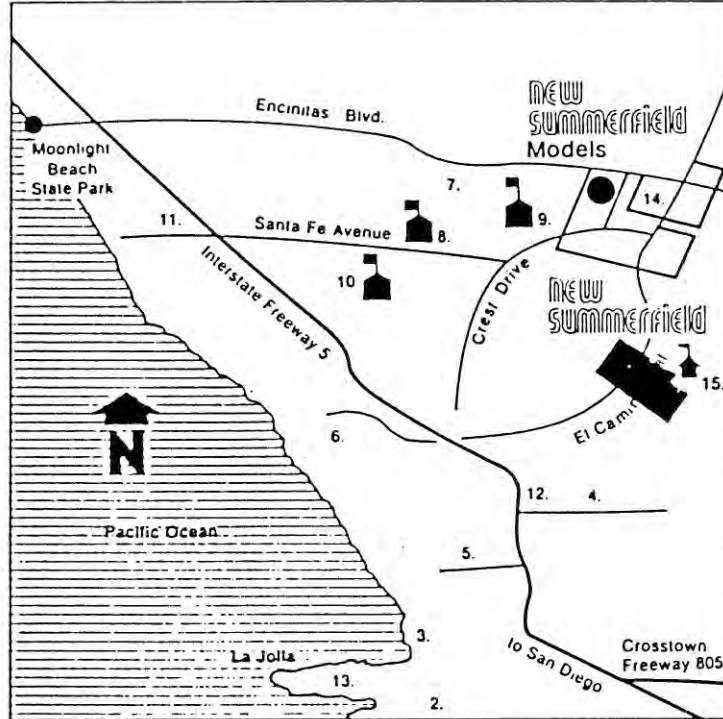 NEW
SUMMERFIELD
Models
Encinitas Blvd.
Moonlight
Beach
State Park
7.
14.
11.
Santa Fe Avenue
8.
9.
10
Interstate Freeway 5
Crest Drive
NEW
SUMMERFIELD
15.
El Camin
6.
N
12.
4.
Pacific Ocean
5.
3.
La Jolla
13.
2.
to San Diego
Crosstown
Freeway 805